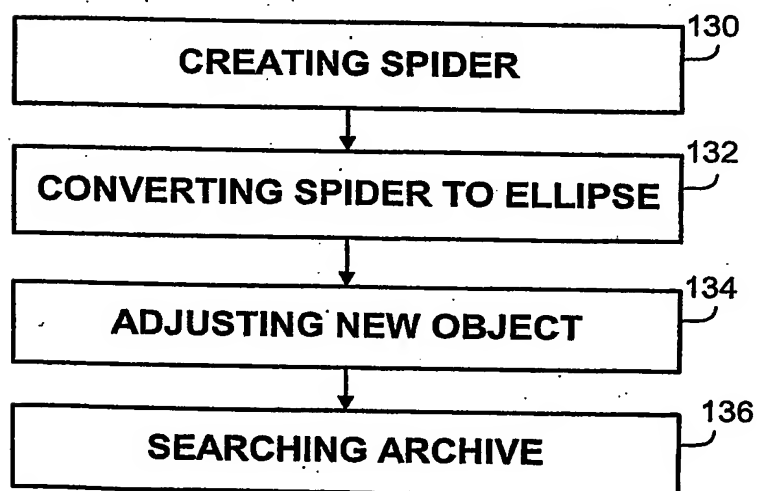 130
CREATING SPIDER
132
CONVERTING SPIDER TO ELLIPSE
134
ADJUSTING NEW OBJECT
136
SEARCHING ARCHIVE